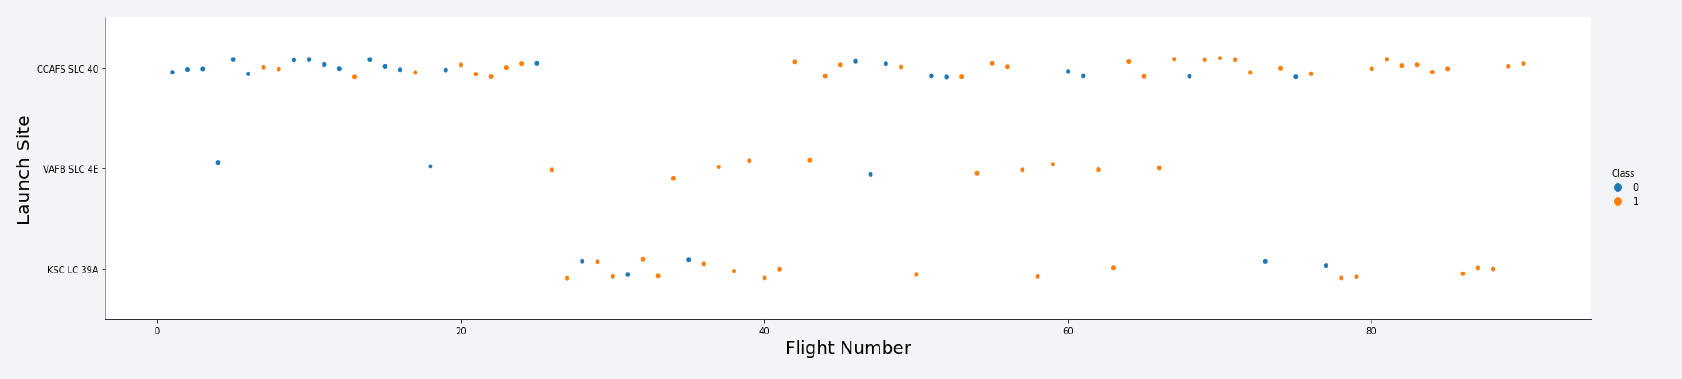 Launch Site
CCAFS SLC 40
VAFB SLC 4E
KSC LC 39A
0 20 40 60 80
Flight Number
Class
0
1